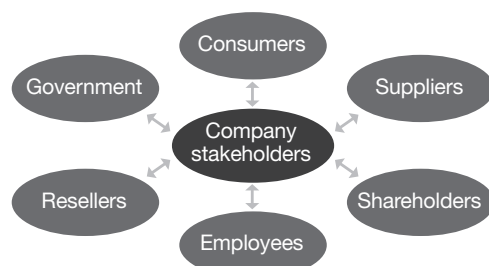 Consumers
Government
Suppliers
Company
stakeholders
Resellers
Shareholders
Employees